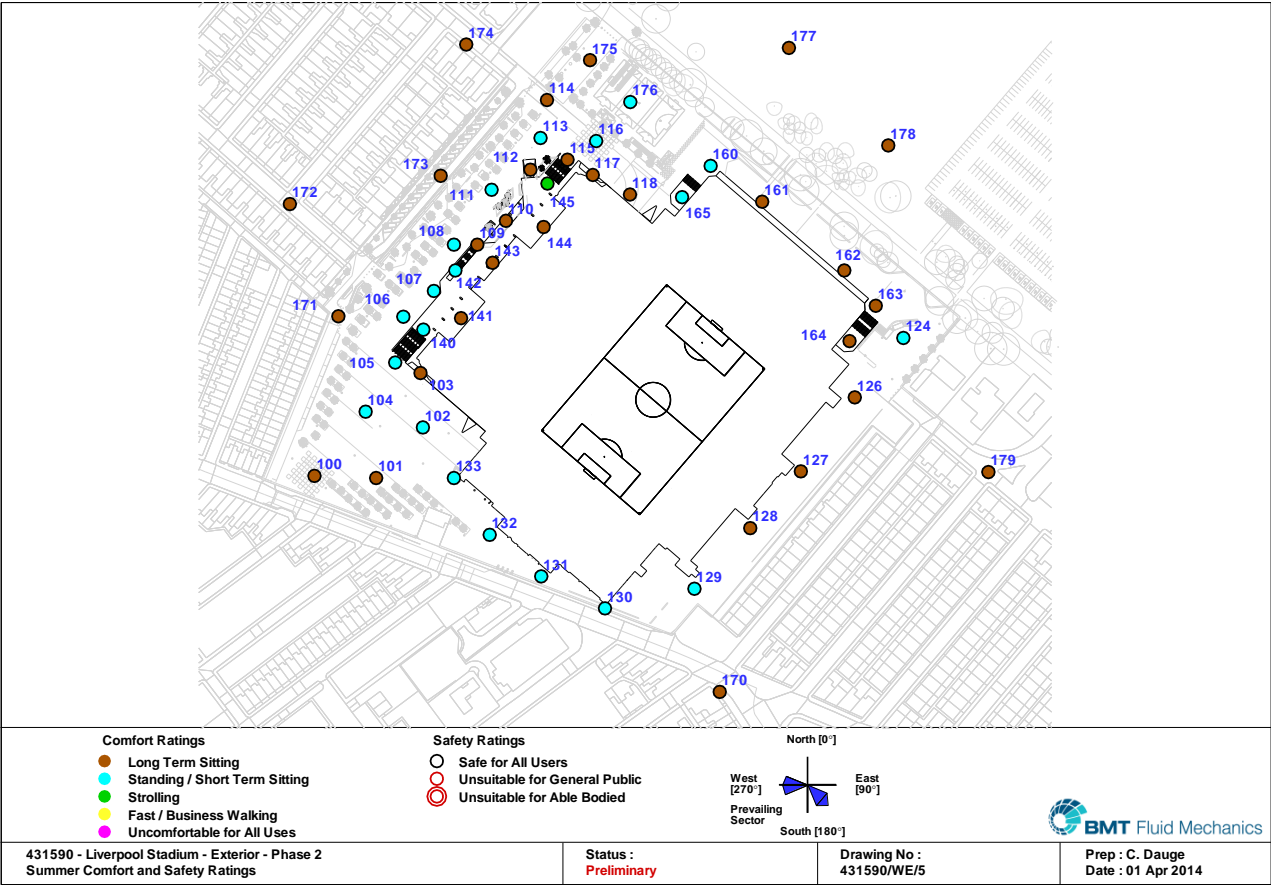 174
177
175
114
176
113
116
178
112
115
160
173
117
111
118
172
165
145
161
110
108
109
144
143
162
107
142
163
171
106
141
124
140
164
105
103
126
104
102
100
101
133
127
179
132
128
131
129
130
170
Comfort Ratings
Long Term Sitting
Standing / Short Term Sitting
Strolling
Fast / Business Walking
Uncomfortable for All Uses
Safety Ratings
Safe for All Users
Unsuitable for General Public
Unsuitable for Able Bodied
North [0°]
West
[270°]
East
[90°]
Prevailing
Sector
South [180°]
BMT Fluid Mechanics
431590 - Liverpool Stadium - Exterior - Phase 2
Summer Comfort and Safety Ratings
Status :
Preliminary
Drawing No :
431590/WE/5
Prep : C. Dauge
Date : 01 Apr 2014